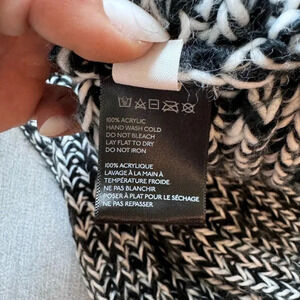 100% ACRYLIC
HAND WASH COLD
DO NOT BLEACH
LAY FLAT TO DRY
DO NOT IRON
100% ACRYLIQUE
LAVAGE À LA MAIN À
TEMPÉRATURE FROIDE
NE PAS BLANCHIR
POSER À PLAT POUR LE SÉCHAGE
NE PAS REPASSER